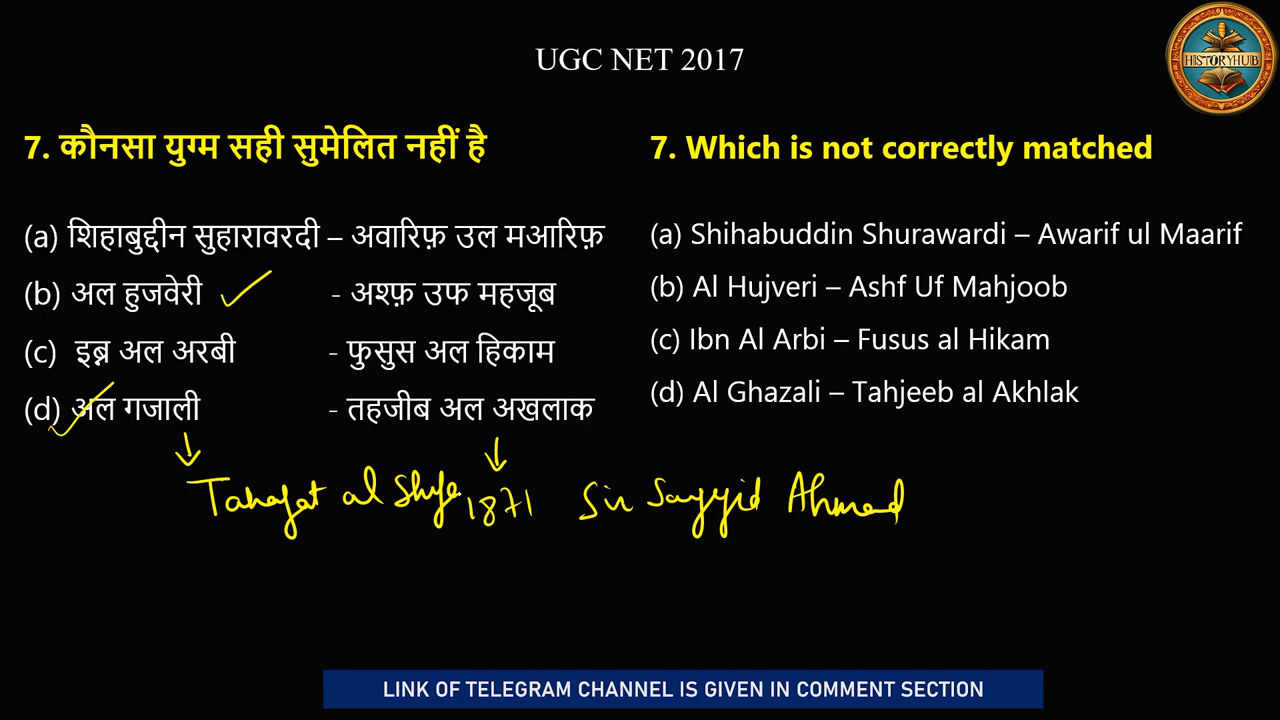 UGC NET 2017
HISTORYHUB
7. कौनसा युग्म सही सुमेलित नहीं है
(a) शिहाबुद्दीन सुहारावरदी – अवारिफ़ उल मआरिफ़
(b) अल हुजवेरी - अश्फ़ उफ महजूब
(c) इब्न अल अरबी - फुसुस अल हिकाम
(d) अल गजाली - तहजीब अल अखलाक
7. Which is not correctly matched
(a) Shihabuddin Shurawardi – Awarif ul Maarif
(b) Al Hujveri – Ashf Uf Mahjoob
(c) Ibn Al Arbi – Fusus al Hikam
(d) Al Ghazali – Tahjeeb al Akhlak
Tahafat al 1871 Sir Sayyid Ahmad
LINK OF TELEGRAM CHANNEL IS GIVEN IN COMMENT SECTION